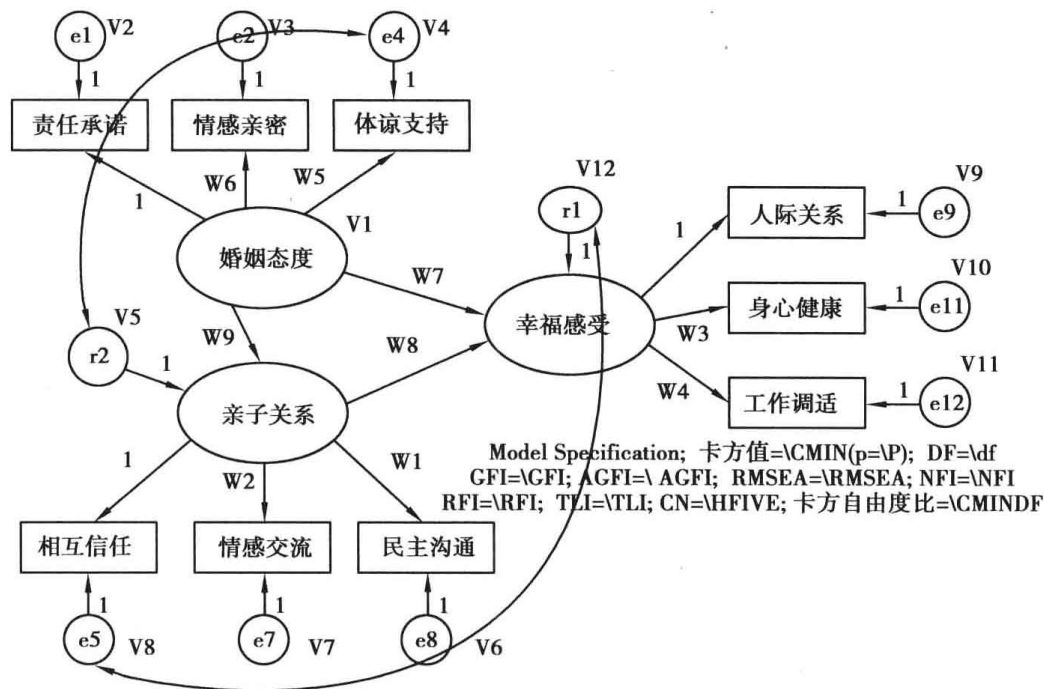 e1 V2
e2 V3
e4 V4
1
1
1
责任承诺
情感亲密
体谅支持
1
W6
W5
V1
婚姻态度
W7
W9
V5
r2
1
亲子关系
W8
V12
r1
1
幸福感受
1
人际关系
1
V9
e9
W3
身心健康
1
V10
e11
W4
工作调适
1
V11
e12
1
W2
W1
Model Specification; 卡方值=\CMIN(p=\P); DF=\df
GFI=\GFI; AGFI=\ AGFI; RMSEA=\RMSEA; NFI=\NFI
RFI=\RFI; TLI=\TLI; CN=\HFIVE; 卡方自由度比=\CMINDF
相互信任
情感交流
民主沟通
1
1
1
e5 V8
e7 V7
e8 V6